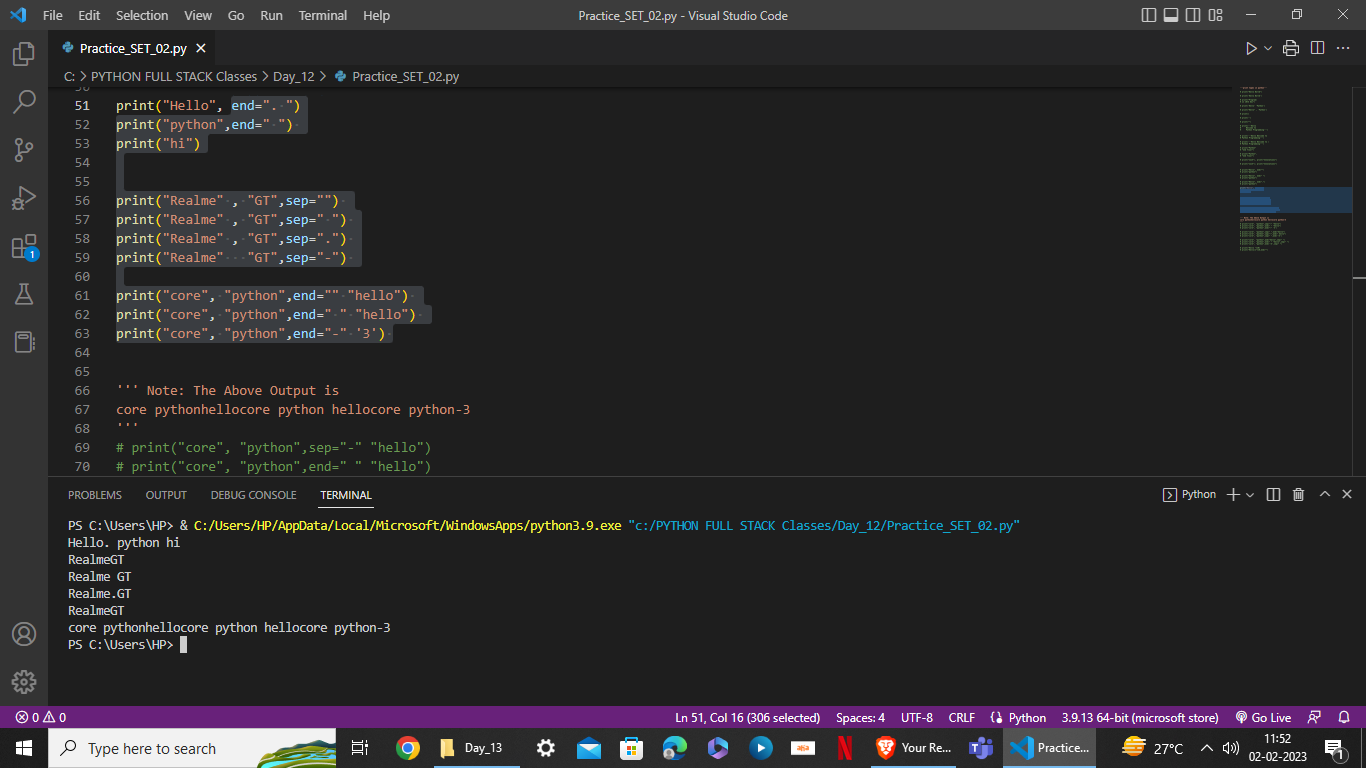 File Edit Selection View Go Run Terminal Help Practice_SET_02.py - Visual Studio Code
Practice_SET_02.py
C: > PYTHON FULL STACK Classes > Day_12 > Practice_SET_02.py
51 print("Hello", end=". ")
52 print("python",end=" ")
53 print("hi")
54
55
56 print("Realme" , "GT",sep="")
57 print("Realme" , "GT",sep=" ")
58 print("Realme" , "GT",sep=".")
59 print("Realme"   "GT",sep="-")
60
61 print("core", "python",end="" "hello")
62 print("core", "python",end=" " "hello")
63 print("core", "python",end="-" '3')
64
65
66 ''' Note: The Above Output is
67 core pythonhellocore python hellocore python-3
68 '''
69 # print("core", "python",sep="-" "hello")
70 # print("core", "python",end=" " "hello")
1
PROBLEMS OUTPUT DEBUG CONSOLE TERMINAL Python
PS C:\Users\HP> & C:/Users/HP/AppData/Local/Microsoft/WindowsApps/python3.9.exe "c:/PYTHON FULL STACK Classes/Day_12/Practice_SET_02.py"
Hello. python hi
RealmeGT
Realme GT
Realme.GT
RealmeGT
core pythonhellocore python hellocore python-3
PS C:\Users\HP>
0 0 Ln 51, Col 16 (306 selected) Spaces: 4 UTF-8 CRLF Python 3.9.13 64-bit (microsoft store) Go Live
Type here to search Day_13 Your Re... Practice... 27°C 11:52
02-02-2023 1